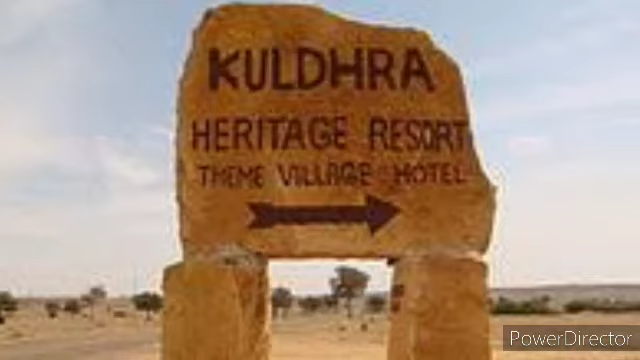 KULDHRA
HERITAGE RESORT
THEME VILLAGE HOTEL
PowerDirector